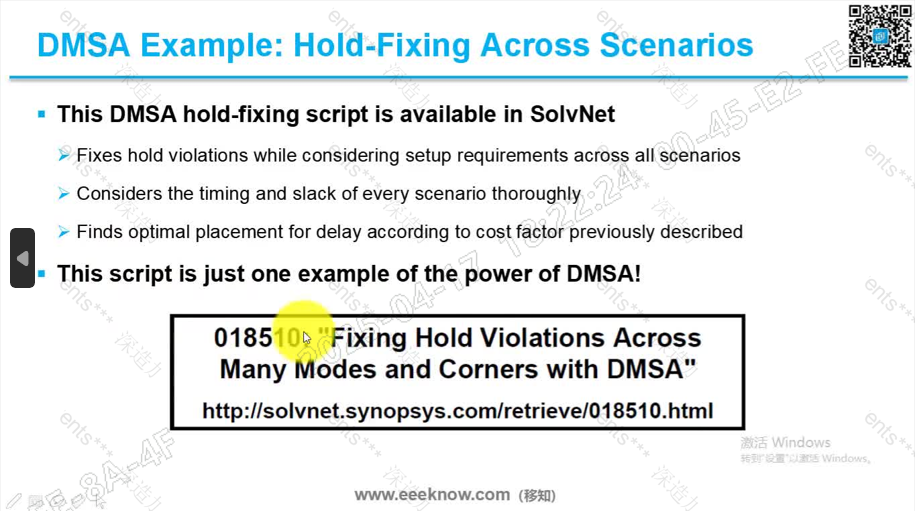 DMSA Example: Hold-Fixing Across Scenarios
This DMSA hold-fixing script is available in SolvNet
Fixes hold violations while considering setup requirements across all scenarios
Considers the timing and slack of every scenario thoroughly
Finds optimal placement for delay according to cost factor previously described
This script is just one example of the power of DMSA!
018510: "Fixing Hold Violations Across
Many Modes and Corners with DMSA"
http://solvnet.synopsys.com/retrieve/018510.html
激活 Windows
转到"设置"以激活 Windows。
www.eeeknow.com（移知）